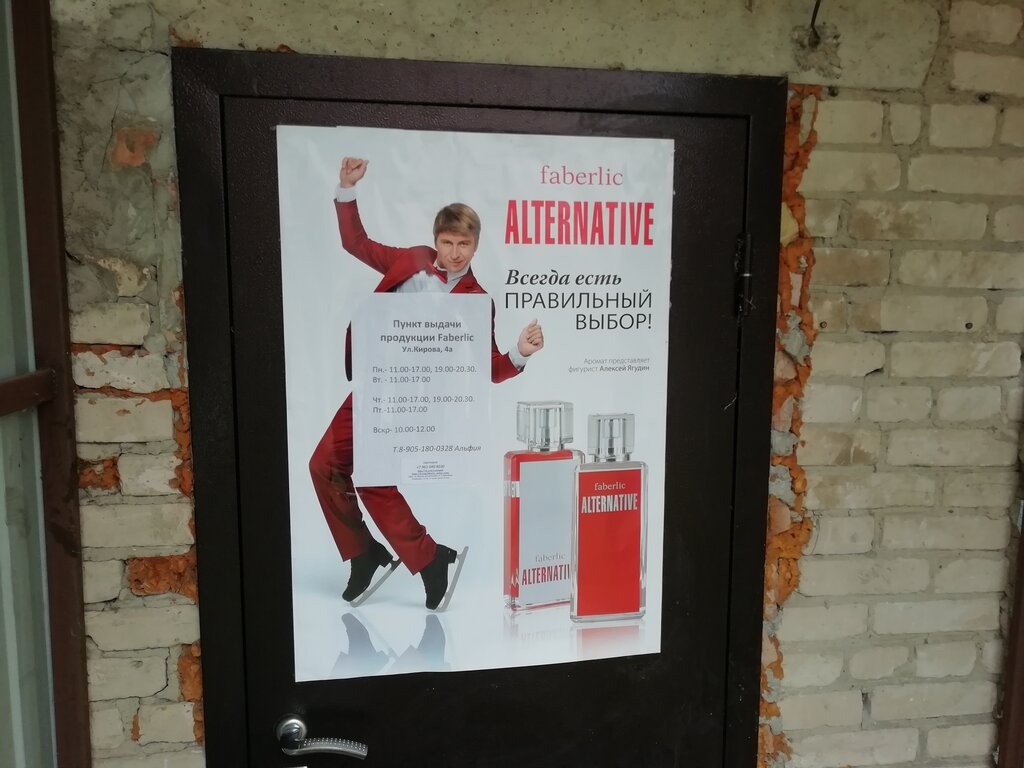 faberlic
ALTERNATIVE
Всегда есть
ПРАВИЛЬНЫЙ
ВЫБОР!
Аромат представляет
фигурист Алексей Ягудин
Пункт выдачи
продукции Faberlic
Ул.Кирова, 4а
Пн.- 11.00-17.00, 19.00-20.30.
Вт. - 11.00-17.00
Чт.- 11.00-17.00, 19.00-20.30.
Пт.-11.00-17.00
Вскр- 10.00-12.00
Т.8-905-180-0328 Альфия
faberlic
ALTERNATIVE
faberlic
ALTERNATI